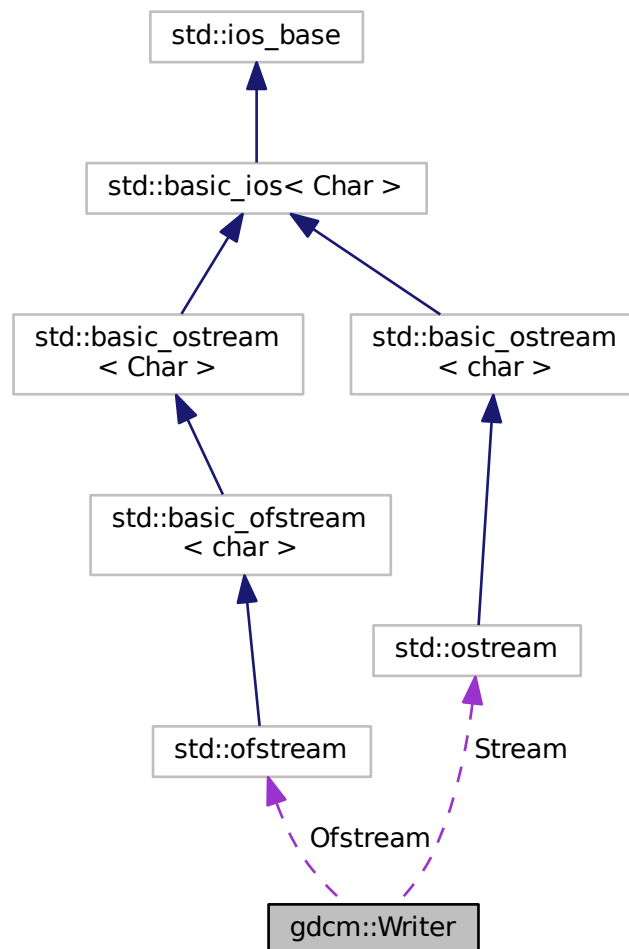 std::ios_base
std::basic_ios< Char >
std::basic_ostream
< Char >
std::basic_ostream
< char >
std::basic_ofstream
< char >
std::ostream
std::ofstream
Stream
Ofstream
gdcm::Writer